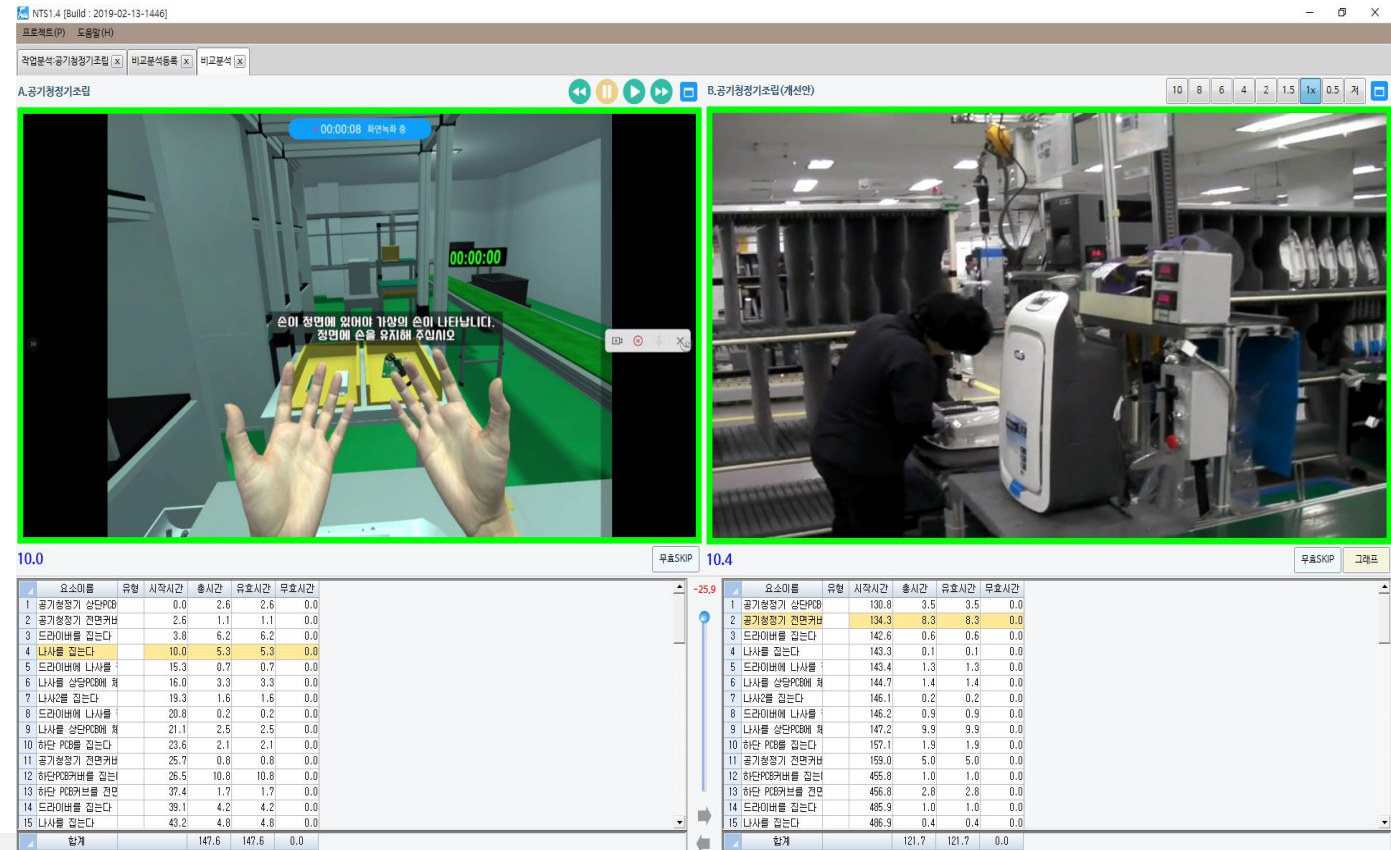 NTS1.4 [Build : 2019-02-13-1446]
프로젝트(P) 도움말(H)
작업분석:공기청정기조립 x 비교분석등록 x 비교분석 x
A.공기청정기조립
B.공기청정기조립(개선안)
10 8 6 4 2 1.5 1x 0.5 저
00:00:08 화면녹화 중
00:00:00
손이 정면에 있어야 가상의 손이 나타납니다.
정면에 손을 유지해 주십시오
10.0 무효SKIP
10.4 무효SKIP 그래프
요소이름 유형 시작시간 총시간 유효시간 무효시간
1 공기청정기 상단PCB 0.0 2.6 2.6 0.0
2 공기청정기 전면커버 2.6 1.1 1.1 0.0
3 드라이버를 집는다 3.8 6.2 6.2 0.0
4 나사를 집는다 10.0 5.3 5.3 0.0
5 드라이버에 나사를 15.3 0.7 0.7 0.0
6 나사를 상당PCB에 체 16.0 3.3 3.3 0.0
7 나사2를 집는다 19.3 1.6 1.6 0.0
8 드라이버에 나사를 20.8 0.2 0.2 0.0
9 나사를 상단PCB에 체 21.1 2.5 2.5 0.0
10 하단 PCB를 집는다 23.6 2.1 2.1 0.0
11 공기청정기 전면커버 25.7 0.8 0.8 0.0
12 하단PCB커버를 집는 26.5 10.8 10.8 0.0
13 하단 PCB커브를 전면 37.4 1.7 1.7 0.0
14 드라이버를 집는다 39.1 4.2 4.2 0.0
15 나사를 집는다 43.2 4.8 4.8 0.0
합계 147.6 147.6 0.0
-25,9
요소이름 유형 시작시간 총시간 유효시간 무효시간
1 공기청정기 상단PCB 130.8 3.5 3.5 0.0
2 공기청정기 전면커버 134.3 8.3 8.3 0.0
3 드라이버를 집는다 142.6 0.6 0.6 0.0
4 나사를 집는다 143.3 0.1 0.1 0.0
5 드라이버에 나사를 143.4 1.3 1.3 0.0
6 나사를 상당PCB에 체 144.7 1.4 1.4 0.0
7 나사2를 집는다 146.1 0.2 0.2 0.0
8 드라이버에 나사를 146.2 0.9 0.9 0.0
9 나사를 상단PCB에 체 147.2 9.9 9.9 0.0
10 하단 PCB를 집는다 157.1 1.9 1.9 0.0
11 공기청정기 전면커버 159.0 5.0 5.0 0.0
12 하단PCB커버를 집는 455.8 1.0 1.0 0.0
13 하단 PCB커브를 전면 456.8 2.8 2.8 0.0
14 드라이버를 집는다 485.9 1.0 1.0 0.0
15 나사를 집는다 486.9 0.4 0.4 0.0
합계 121.7 121.7 0.0